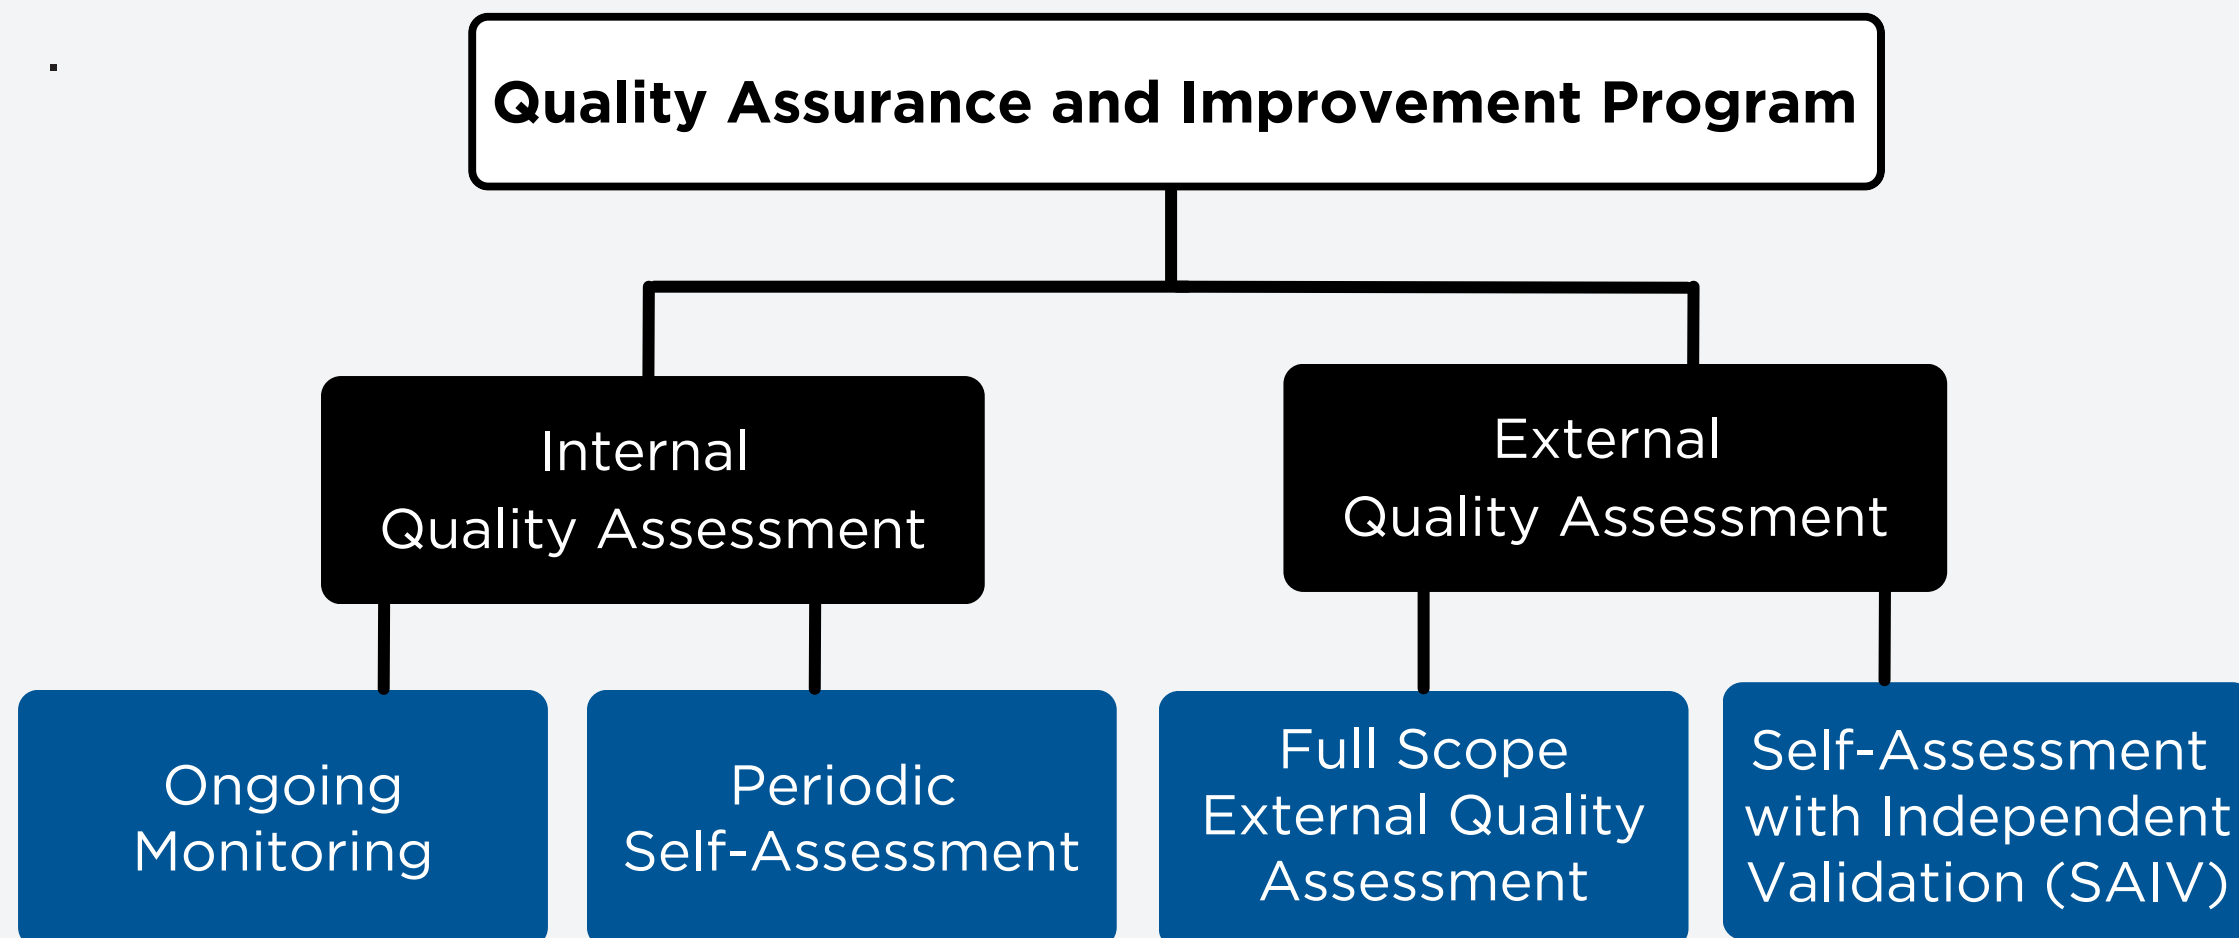 Quality Assurance and Improvement Program
Internal
Quality Assessment
External
Quality Assessment
Ongoing
Monitoring
Periodic
Self-Assessment
Full Scope
External Quality
Assessment
Self-Assessment
with Independent
Validation (SAIV)